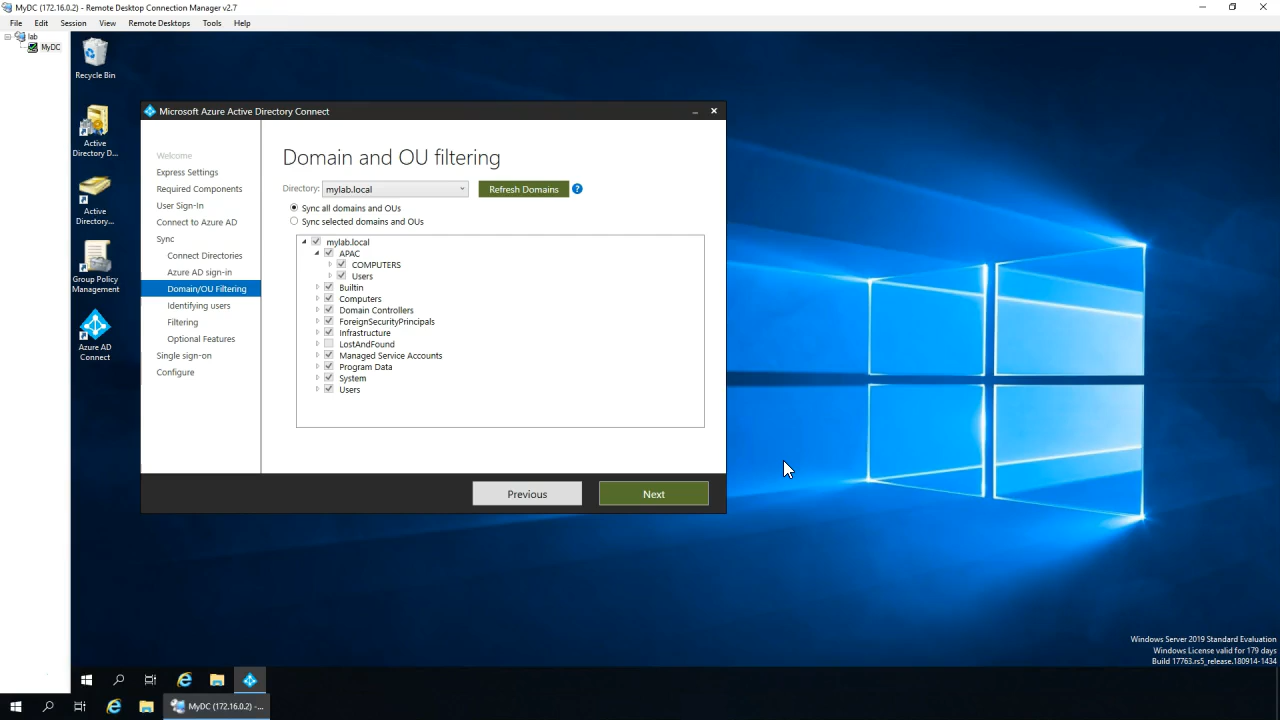 MyDC (172.16.0.2) - Remote Desktop Connection Manager v2.7
File Edit Session View Remote Desktops Tools Help
lab
MyDC
Recycle Bin
Active
Directory D...
Active
Directory...
Group Policy
Management
Azure AD
Connect
Microsoft Azure Active Directory Connect
Welcome
Express Settings
Required Components
User Sign-In
Connect to Azure AD
Sync
Connect Directories
Azure AD sign-in
Domain/OU Filtering
Identifying users
Filtering
Optional Features
Single sign-on
Configure
Domain and OU filtering
Directory: mylab.local Refresh Domains ?
Sync all domains and OUs
Sync selected domains and OUs
mylab.local
APAC
COMPUTERS
Users
Builtin
Computers
Domain Controllers
ForeignSecurityPrincipals
Infrastructure
LostAndFound
Managed Service Accounts
Program Data
System
Users
Previous Next
Windows Server 2019 Standard Evaluation
Windows License valid for 179 days
Build 17763.rs5_release.180914-1434
MyDC (172.16.0.2) -...